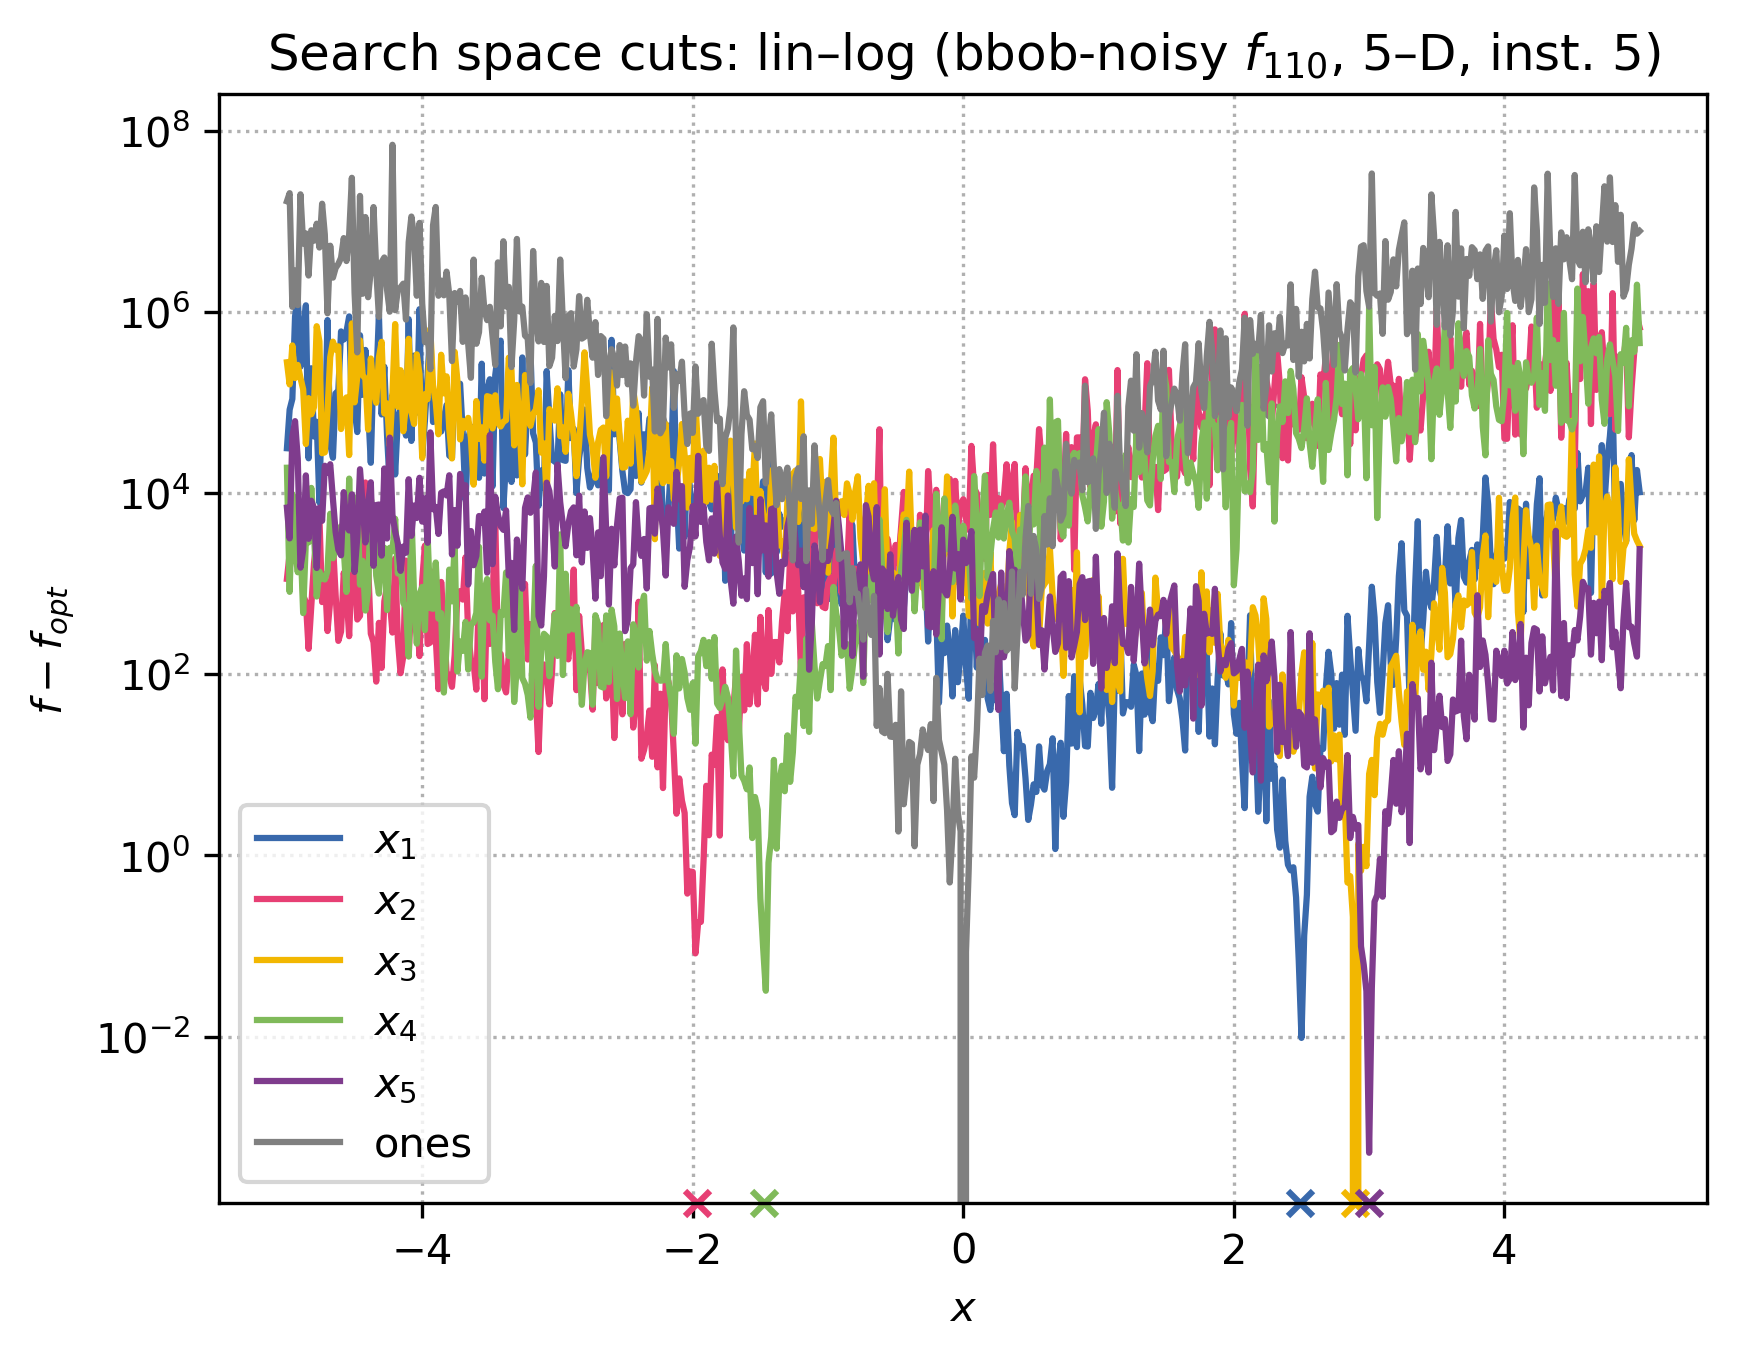 Search space cuts: lin–log (bbob-noisy f110, 5–D, inst. 5)
10^8
10^6
10^4
10^2
10^0
10^−2
f − fopt
x1
x2
x3
x4
x5
ones
−4 −2 0 2 4
x